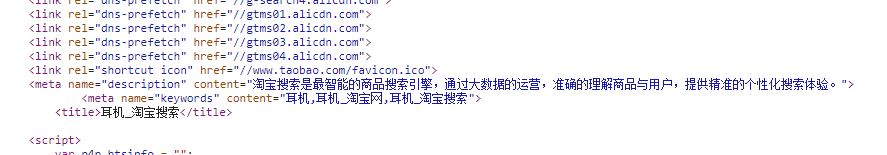 <link rel="dns-prefetch" href="//g-search4.alicdn.com">
<link rel="dns-prefetch" href="//gtms01.alicdn.com">
<link rel="dns-prefetch" href="//gtms02.alicdn.com">
<link rel="dns-prefetch" href="//gtms03.alicdn.com">
<link rel="dns-prefetch" href="//gtms04.alicdn.com">
<link rel="shortcut icon" href="//www.taobao.com/favicon.ico">
<meta name="description" content="淘宝搜索是最智能的商品搜索引擎，通过大数据的运营，准确的理解商品与用户，提供精准的个性化搜索体验。">
<meta name="keywords" content="耳机,耳机_淘宝网,耳机_淘宝搜索">
<title>耳机_淘宝搜索</title>
<script>
var p4p_btsinfo = "";